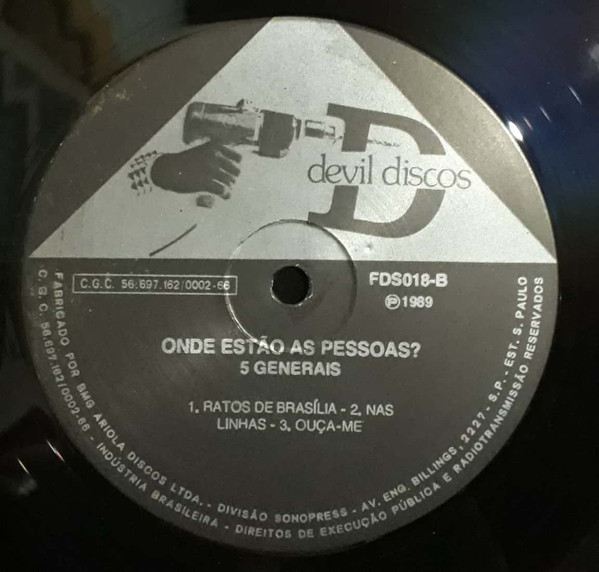 D
devil discos
C.G.C. 56.697.162/0002-66
FDS018-B
℗1989
ONDE ESTÃO AS PESSOAS?
5 GENERAIS
1. RATOS DE BRASÍLIA - 2. NAS
LINHAS - 3. OUÇA-ME
FABRICADO POR BMG ARIOLA DISCOS LTDA.. DIVISÃO SONOPRESS - AV. ENG. BILLINGS, 2227 - S.P. - EST. S. PAULO
C.G.C. 56.697.162/0002-66 - INDÚSTRIA BRASILEIRA - DIREITOS DE EXECUÇÃO PÚBLICA E RADIOTRANSMISSÃO RESERVADOS